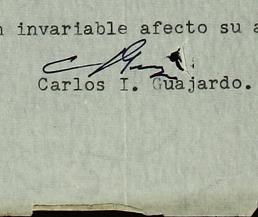 invariable afecto su
Carlos I. Guajardo.